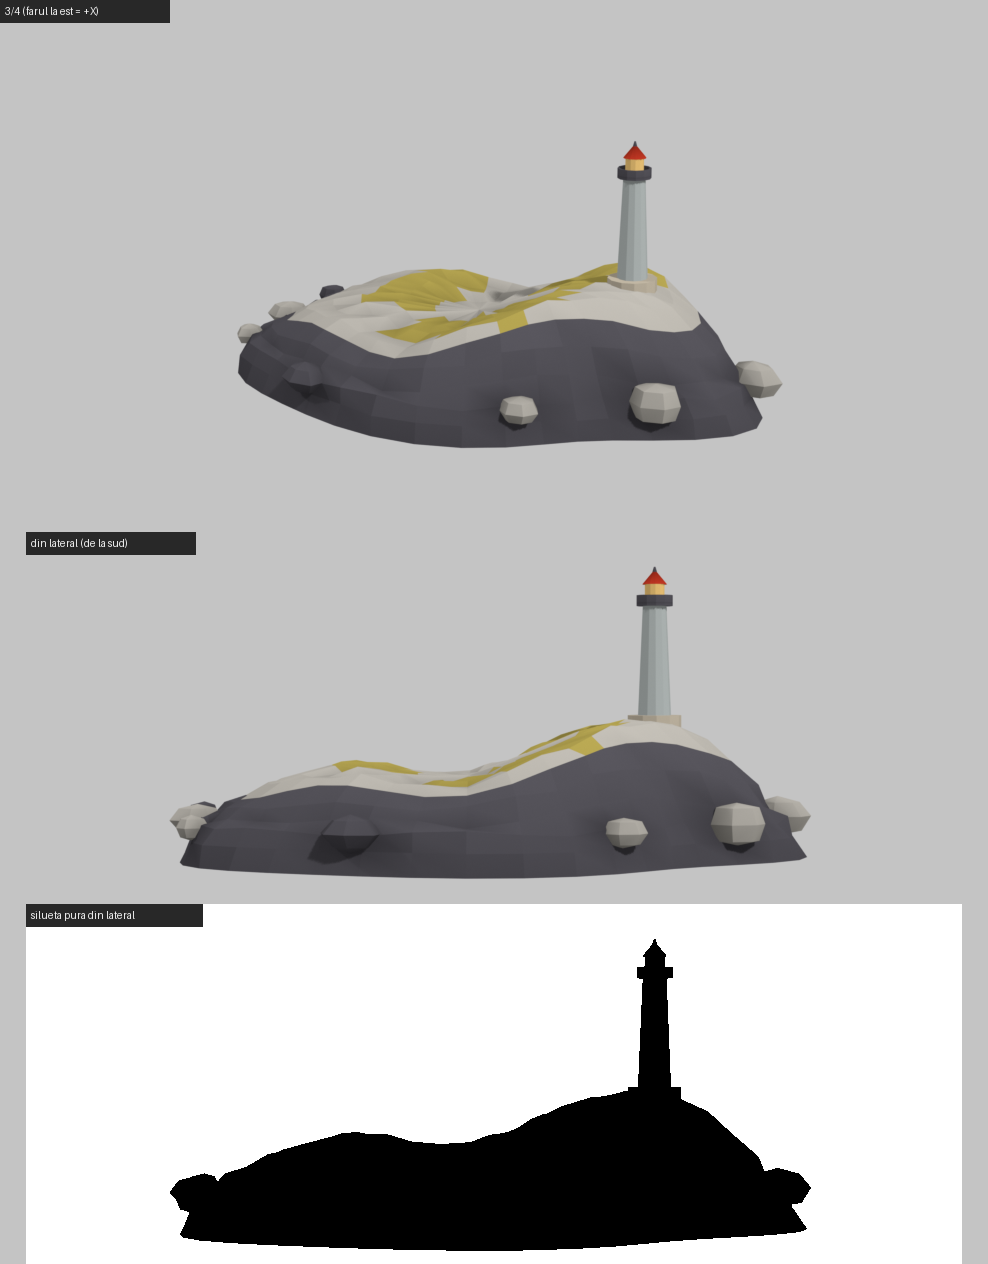 3/4 (farul la est = +X)
din lateral (de la sud)
silueta pura din lateral